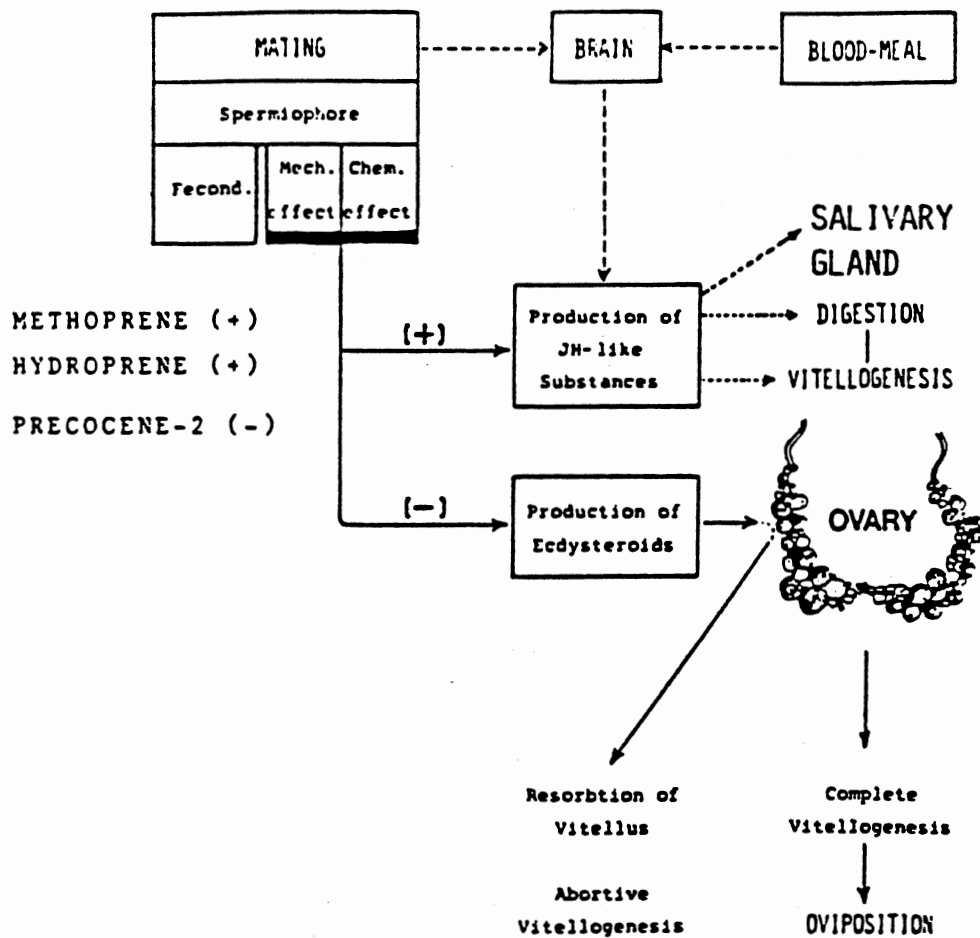 MATING
BRAIN
BLOOD-MEAL
Spermiophore
Fecond.
Mech. effect
Chem. effect
SALIVARY
GLAND
METHOPRENE (+)
HYDROPRENE (+)
PRECOCENE-2 (-)
(+)
Production of
JH-like
Substances
DIGESTION
VITELLOGENESIS
(-)
Production of
Ecdysteroids
OVARY
Resorbtion of
Vitellus
Complete
Vitellogenesis
Abortive
Vitellogenesis
OVIPOSITION